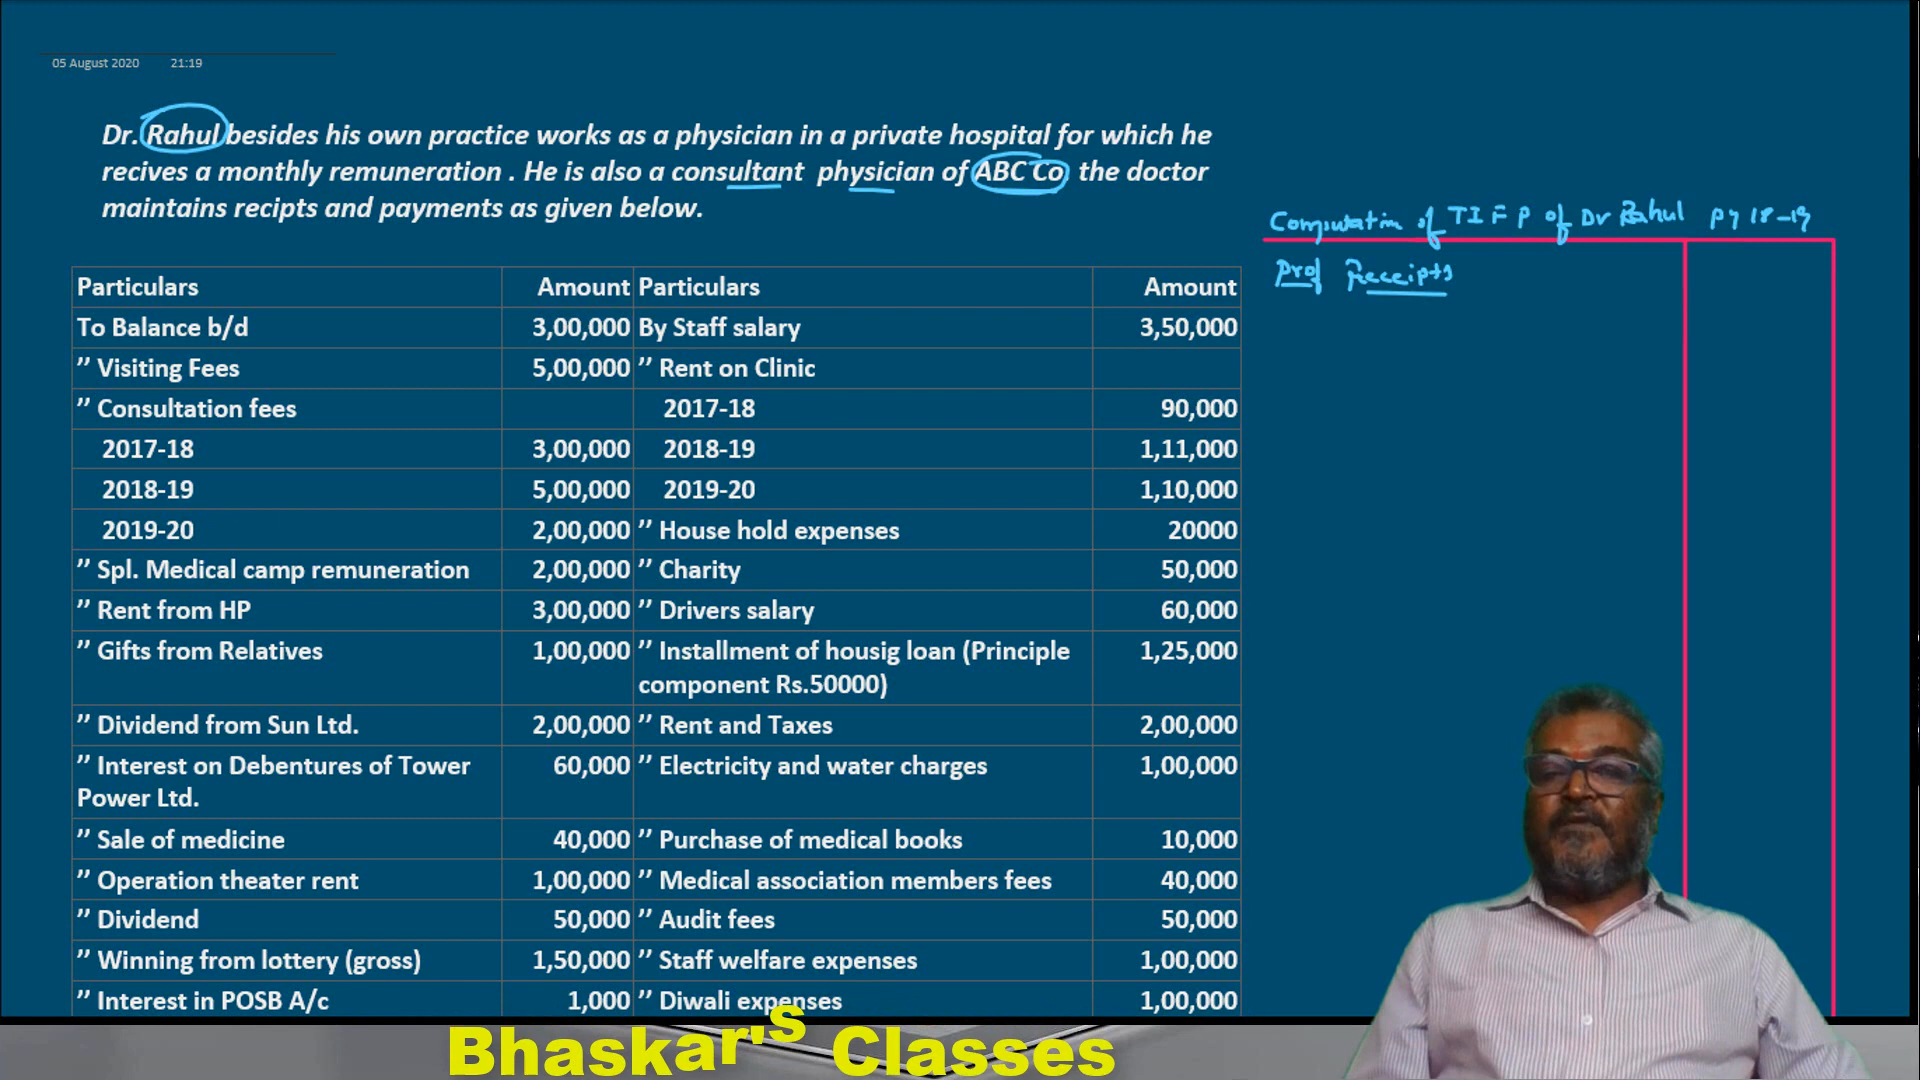 05 August 2020 21:19
Dr. Rahul besides his own practice works as a physician in a private hospital for which he
recives a monthly remuneration . He is also a consultant physician of ABC Co. the doctor
maintains recipts and payments as given below.
Computation of T I F P of Dr Rahul PY 18-19
Prof Receipts
Particulars Amount Particulars Amount
To Balance b/d 3,00,000 By Staff salary 3,50,000
” Visiting Fees 5,00,000 ” Rent on Clinic
” Consultation fees 2017-18 90,000
2017-18 3,00,000 2018-19 1,11,000
2018-19 5,00,000 2019-20 1,10,000
2019-20 2,00,000 ” House hold expenses 20000
” Spl. Medical camp remuneration 2,00,000 ” Charity 50,000
” Rent from HP 3,00,000 ” Drivers salary 60,000
” Gifts from Relatives 1,00,000 ” Installment of housig loan (Principle 1,25,000
component Rs.50000)
” Dividend from Sun Ltd. 2,00,000 ” Rent and Taxes 2,00,000
” Interest on Debentures of Tower 60,000 ” Electricity and water charges 1,00,000
Power Ltd.
” Sale of medicine 40,000 ” Purchase of medical books 10,000
” Operation theater rent 1,00,000 ” Medical association members fees 40,000
” Dividend 50,000 ” Audit fees 50,000
” Winning from lottery (gross) 1,50,000 ” Staff welfare expenses 1,00,000
” Interest in POSB A/c 1,000 ” Diwali expenses 1,00,000
Bhaskar's Classes